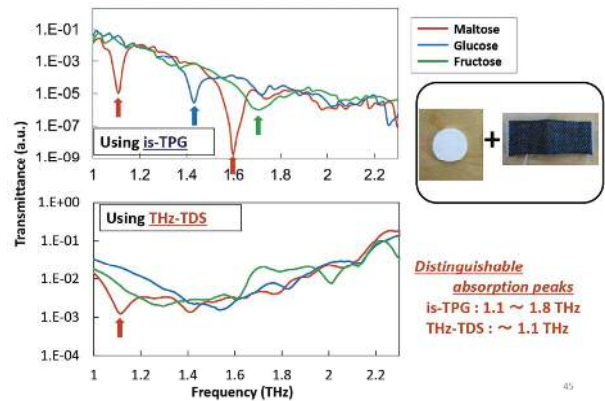 1.E+01
1.E-01
1.E-03
1.E-05
1.E-07
1.E-09
Using is-TPG
1 1.2 1.4 1.6 1.8 2 2.2
Transmittance (a.u.)
1.E+00
1.E-01
1.E-02
1.E-03
1.E-04
Using THz-TDS
1 1.2 1.4 1.6 1.8 2 2.2
Frequency (THz)
Maltose
Glucose
Fructose
+
Distinguishable
absorption peaks
is-TPG : 1.1 ~ 1.8 THz
THz-TDS : ~ 1.1 THz
45